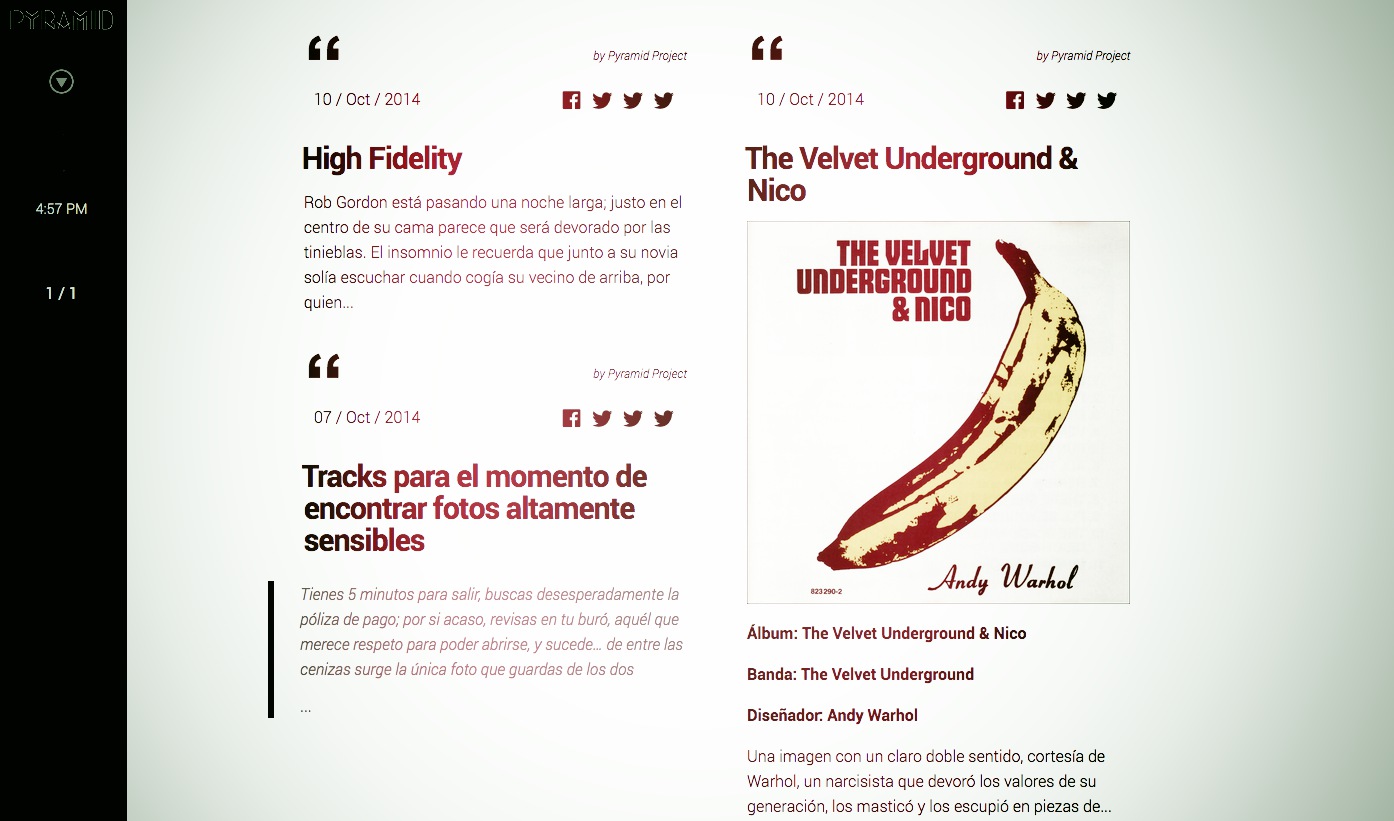 PYRAMID
4:57 PM
1 / 1
“
by Pyramid Project
10 / Oct / 2014
High Fidelity
Rob Gordon está pasando una noche larga; justo en el
centro de su cama parece que será devorado por las
tinieblas. El insomnio le recuerda que junto a su novia
solía escuchar cuando cogía su vecino de arriba, por
quien...
“
by Pyramid Project
07 / Oct / 2014
Tracks para el momento de
encontrar fotos altamente
sensibles
Tienes 5 minutos para salir, buscas desesperadamente la
póliza de pago; por si acaso, revisas en tu buró, aquél que
merece respeto para poder abrirse, y sucede... de entre las
cenizas surge la única foto que guardas de los dos
...
“
by Pyramid Project
10 / Oct / 2014
The Velvet Underground &
Nico
THE VELVET
UNDERGROUND
& NICO
Andy Warhol
823 290-2
Álbum: The Velvet Underground & Nico
Banda: The Velvet Underground
Diseñador: Andy Warhol
Una imagen con un claro doble sentido, cortesía de
Warhol, un narcisista que devoró los valores de su
generación, los masticó y los escupió en piezas de...